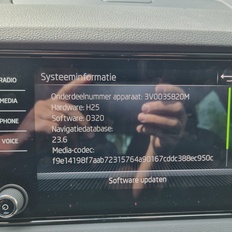 Systeeminformatie
RADIO
MEDIA
PHONE
VOICE
Onderdeelnummer apparaat: 3V0035820M
Hardware: H25
Software: 0320
Navigatiedatabase:
23.6
Media-codec:
f9e14198f7aab72315764a90167cddc388ec950c
Software updaten